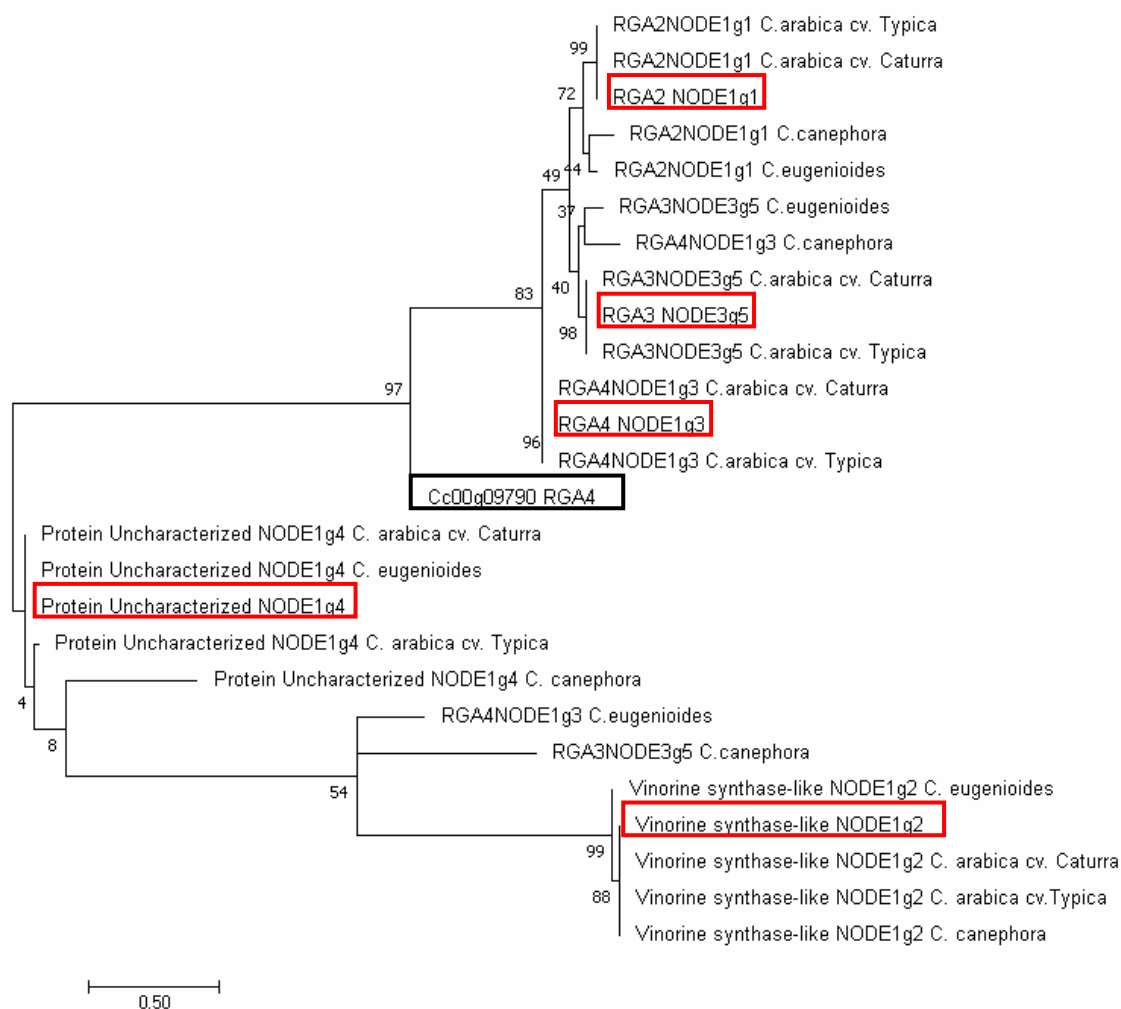 RGA2NODE1g1 C.arabica cv. Typica
99
RGA2NODE1g1 C.arabica cv. Caturra
72
RGA2 NODE1g1
RGA2NODE1g1 C.canephora
49
44
RGA2NODE1g1 C.eugenioides
37
RGA3NODE3g5 C.eugenioides
RGA4NODE1g3 C.canephora
83
40
RGA3NODE3g5 C.arabica cv. Caturra
RGA3 NODE3g5
98
RGA3NODE3g5 C.arabica cv. Typica
97
RGA4NODE1g3 C.arabica cv. Caturra
RGA4 NODE1g3
96
RGA4NODE1g3 C.arabica cv. Typica
Cc00g09790 RGA4
Protein Uncharacterized NODE1g4 C. arabica cv. Caturra
Protein Uncharacterized NODE1g4 C. eugenioides
Protein Uncharacterized NODE1g4
Protein Uncharacterized NODE1g4 C. arabica cv. Typica
4
Protein Uncharacterized NODE1g4 C. canephora
8
RGA4NODE1g3 C.eugenioides
RGA3NODE3g5 C.canephora
54
Vinorine synthase-like NODE1g2 C. eugenioides
Vinorine synthase-like NODE1g2
99
Vinorine synthase-like NODE1g2 C. arabica cv. Caturra
88
Vinorine synthase-like NODE1g2 C. arabica cv.Typica
Vinorine synthase-like NODE1g2 C. canephora
0.50